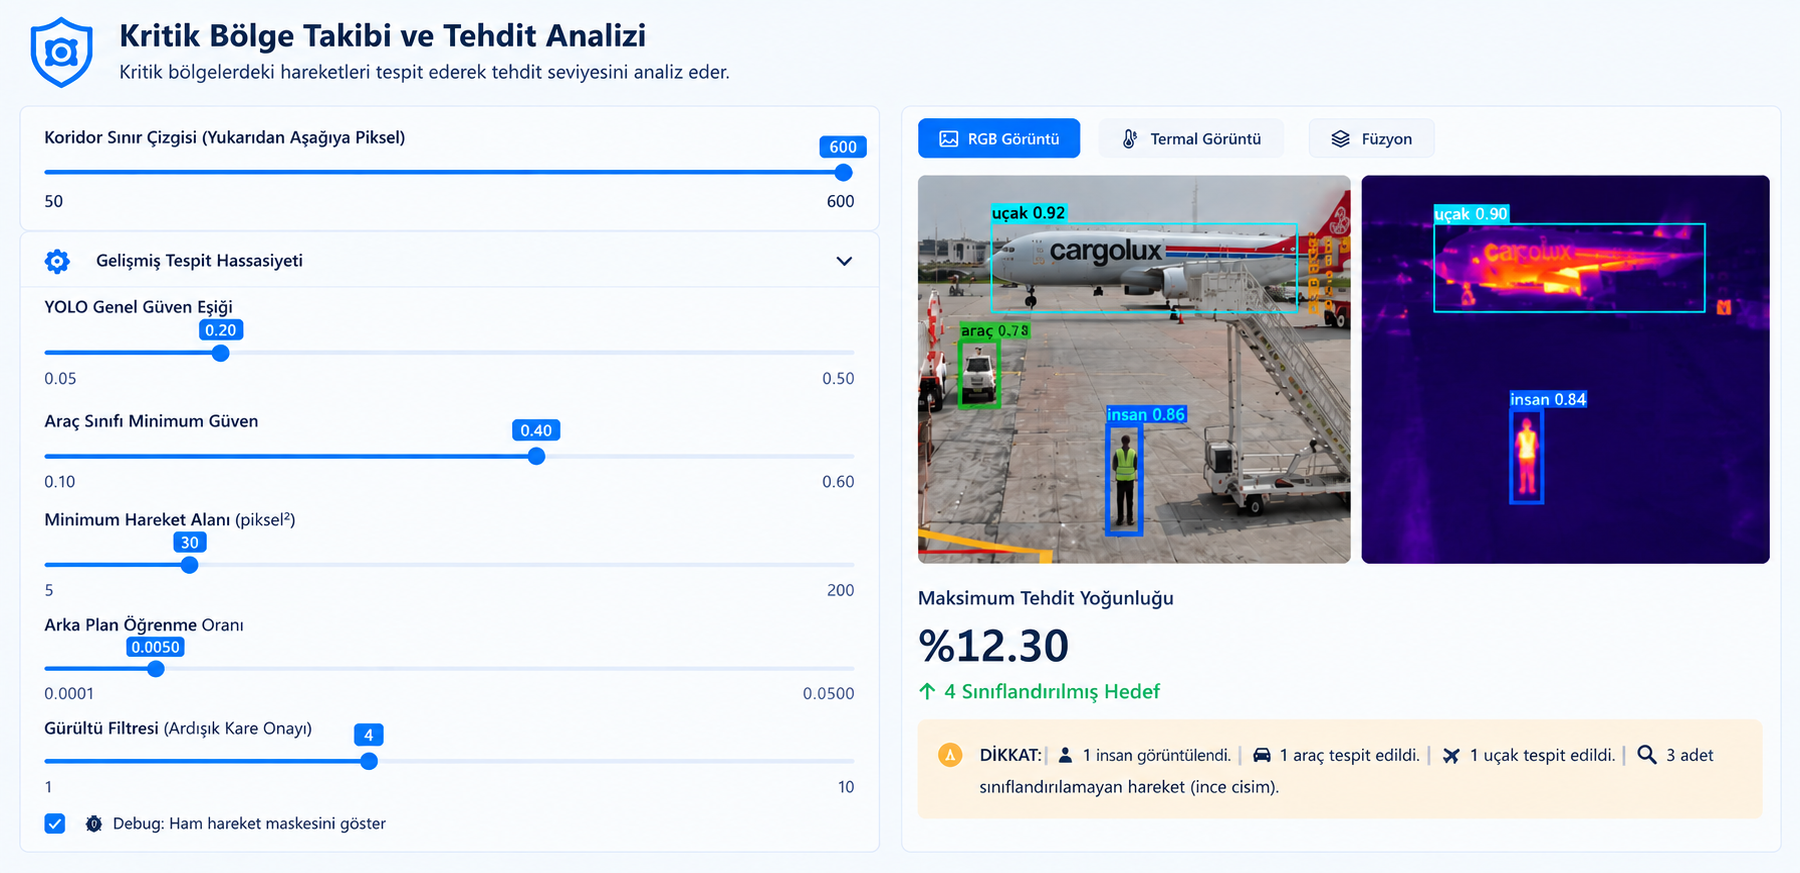 Kritik Bölge Takibi ve Tehdit Analizi
Kritik bölgelerdeki hareketleri tespit ederek tehdit seviyesini analiz eder.
Koridor Sınır Çizgisi (Yukarıdan Aşağıya Piksel)
600
50
600
Gelişmiş Tespit Hassasiyeti
YOLO Genel Güven Eşiği
0.20
0.05
0.50
Araç Sınıfı Minimum Güven
0.40
0.10
0.60
Minimum Hareket Alanı (piksel²)
30
5
200
Arka Plan Öğrenme Oranı
0.0050
0.0001
0.0500
Gürültü Filtresi (Ardışık Kare Onayı)
4
1
10
Debug: Ham hareket maskesini göster
RGB Görüntü
Termal Görüntü
Füzyon
uçak 0.92
cargolux
araç 0.78
insan 0.86
uçak 0.90
cargolux
insan 0.84
Maksimum Tehdit Yoğunluğu
%12.30
↑ 4 Sınıflandırılmış Hedef
DİKKAT: | 1 insan görüntülendi. | 1 araç tespit edildi. | 1 uçak tespit edildi. | 3 adet
sınıflandırılamayan hareket (ince cisim).